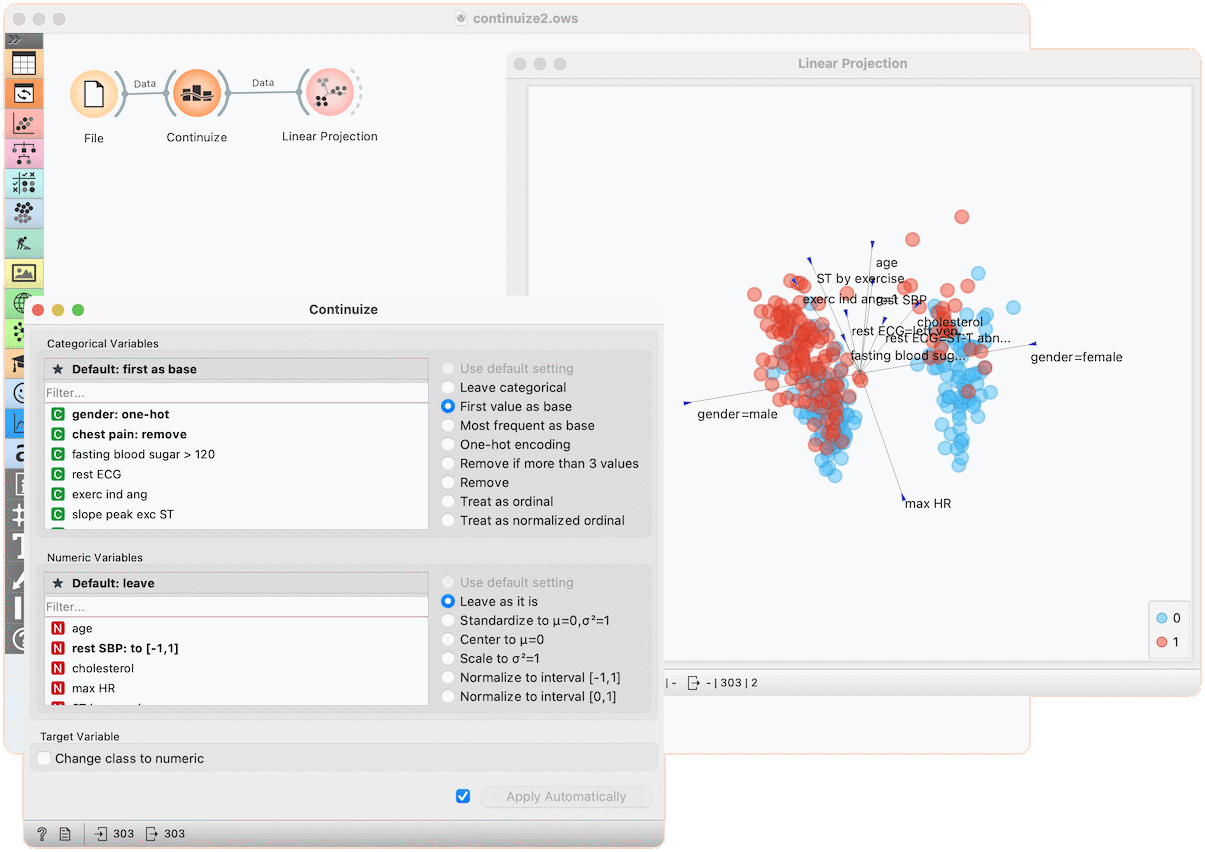 continuize2.ows
Data
Data
File
Continuize
Linear Projection
Linear Projection
age
ST by exercise
exerc ind ang=1
rest SBP
cholesterol
rest ECG=left ven...
rest ECG=ST-T abn...
fasting blood sug...
gender=female
gender=male
max HR
0
1
| - - | 303 | 2
Continuize
Categorical Variables
Default: first as base
Filter...
C gender: one-hot
C chest pain: remove
C fasting blood sugar > 120
C rest ECG
C exerc ind ang
C slope peak exc ST
Use default setting
Leave categorical
First value as base
Most frequent as base
One-hot encoding
Remove if more than 3 values
Remove
Treat as ordinal
Treat as normalized ordinal
Numeric Variables
Default: leave
Filter...
N age
N rest SBP: to [-1,1]
N cholesterol
N max HR
Use default setting
Leave as it is
Standardize to μ=0,σ²=1
Center to μ=0
Scale to σ²=1
Normalize to interval [-1,1]
Normalize to interval [0,1]
Target Variable
Change class to numeric
Apply Automatically
? 303 303